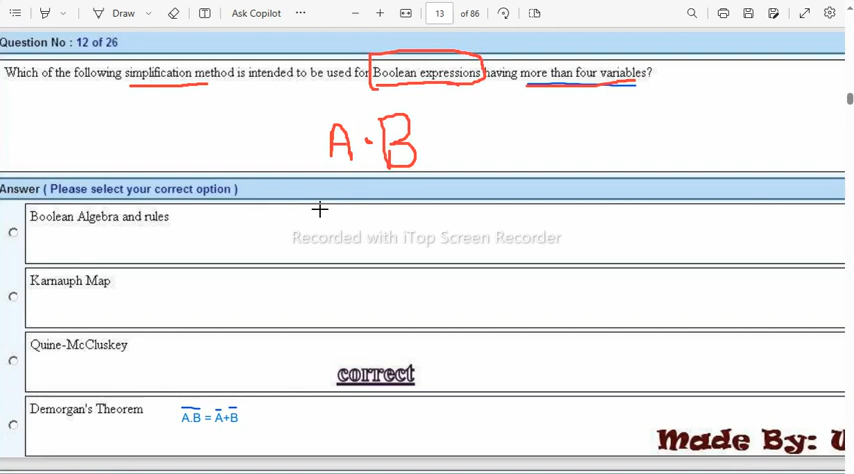 Draw
Ask Copilot
13 of 86
Question No : 12 of 26
Which of the following simplification method is intended to be used for Boolean expressions having more than four variables?
A . B
Answer ( Please select your correct option )
Boolean Algebra and rules
Recorded with iTop Screen Recorder
Karnauph Map
Quine-McCluskey
correct
Demorgan's Theorem
A.B = A+B
Made By: